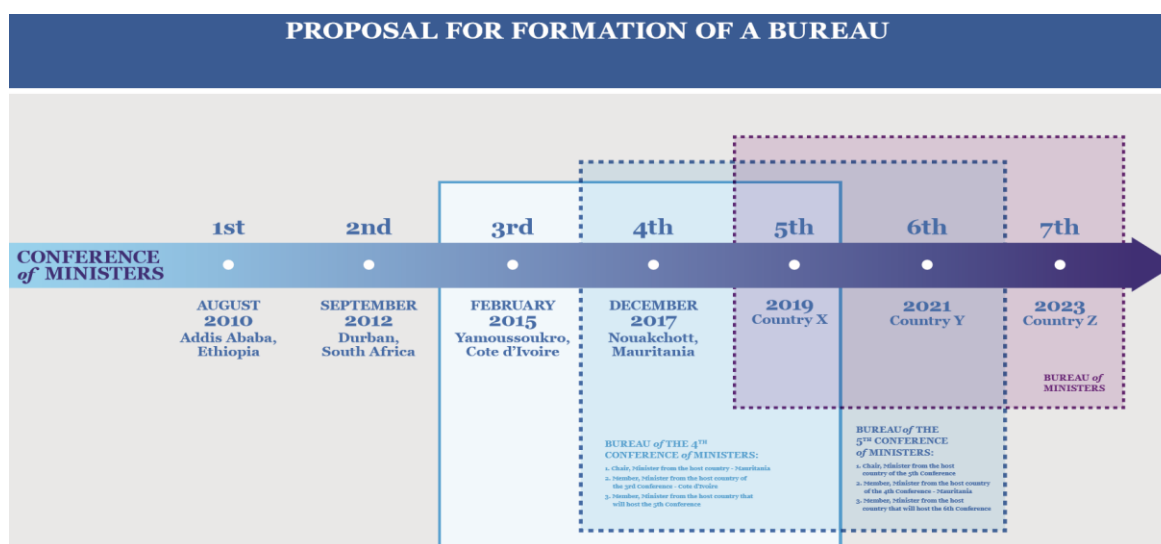 PROPOSAL FOR FORMATION OF A BUREAU
1st
2nd
3rd
4th
5th
6th
7th
CONFERENCE
of MINISTERS
AUGUST
2010
Addis Ababa,
Ethiopia
SEPTEMBER
2012
Durban,
South Africa
FEBRUARY
2015
Yamoussoukro,
Cote d'Ivoire
DECEMBER
2017
Nouakchott,
Mauritania
2019
Country X
2021
Country Y
2023
Country Z
BUREAU of
MINISTERS
BUREAU of THE 4TH
CONFERENCE of MINISTERS:
1. Chair, Minister from the host country - Mauritania
2. Member, Minister from the host country of
the 3rd Conference - Cote d'Ivoire
3. Member, Minister from the host country that
will host the 5th Conference
BUREAU of THE
5TH CONFERENCE
of MINISTERS:
1. Chair, Minister from the host
country of the 5th Conference
2. Member, Minister from the host country
of the 4th Conference - Mauritania
3. Member, Minister from the host
country that will host the 6th Conference